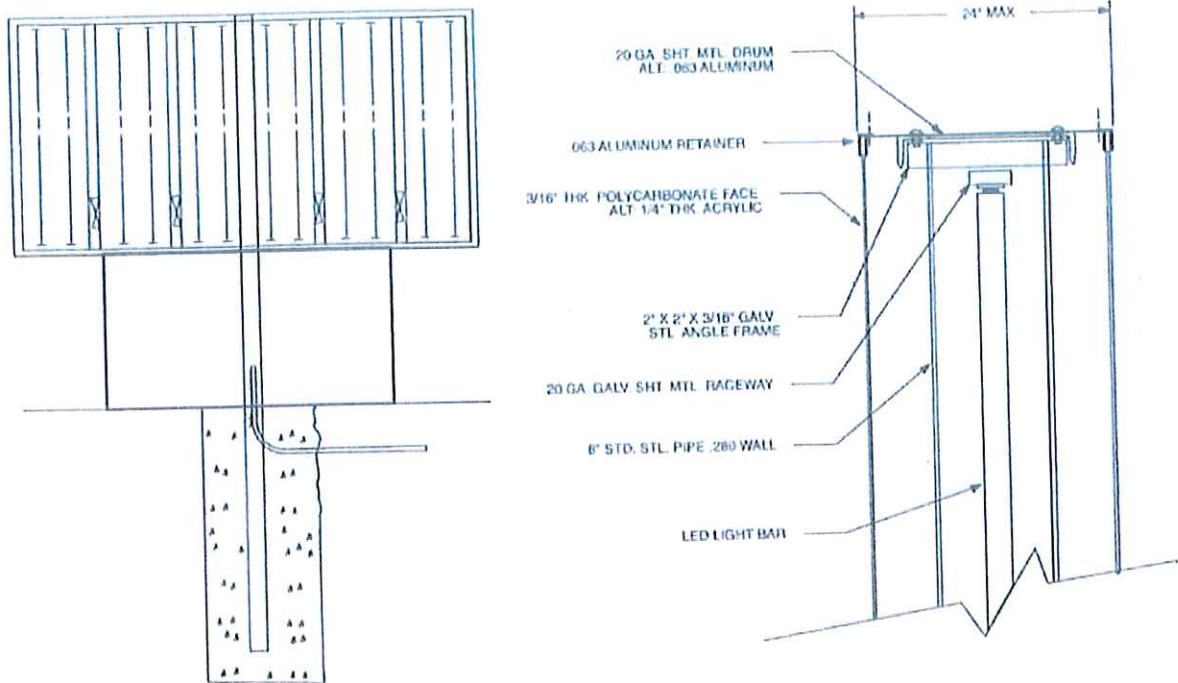 24" MAX
20 GA. SHT. MTL. DRUM
ALT: .063 ALUMINUM
.063 ALUMINUM RETAINER
3/16" THK. POLYCARBONATE FACE
ALT: 1/4" THK. ACRYLIC
2" X 2" X 3/16" GALV.
STL. ANGLE FRAME
20 GA. GALV. SHT. MTL. RACEWAY
6" STD. STL. PIPE .280 WALL
LED LIGHT BAR